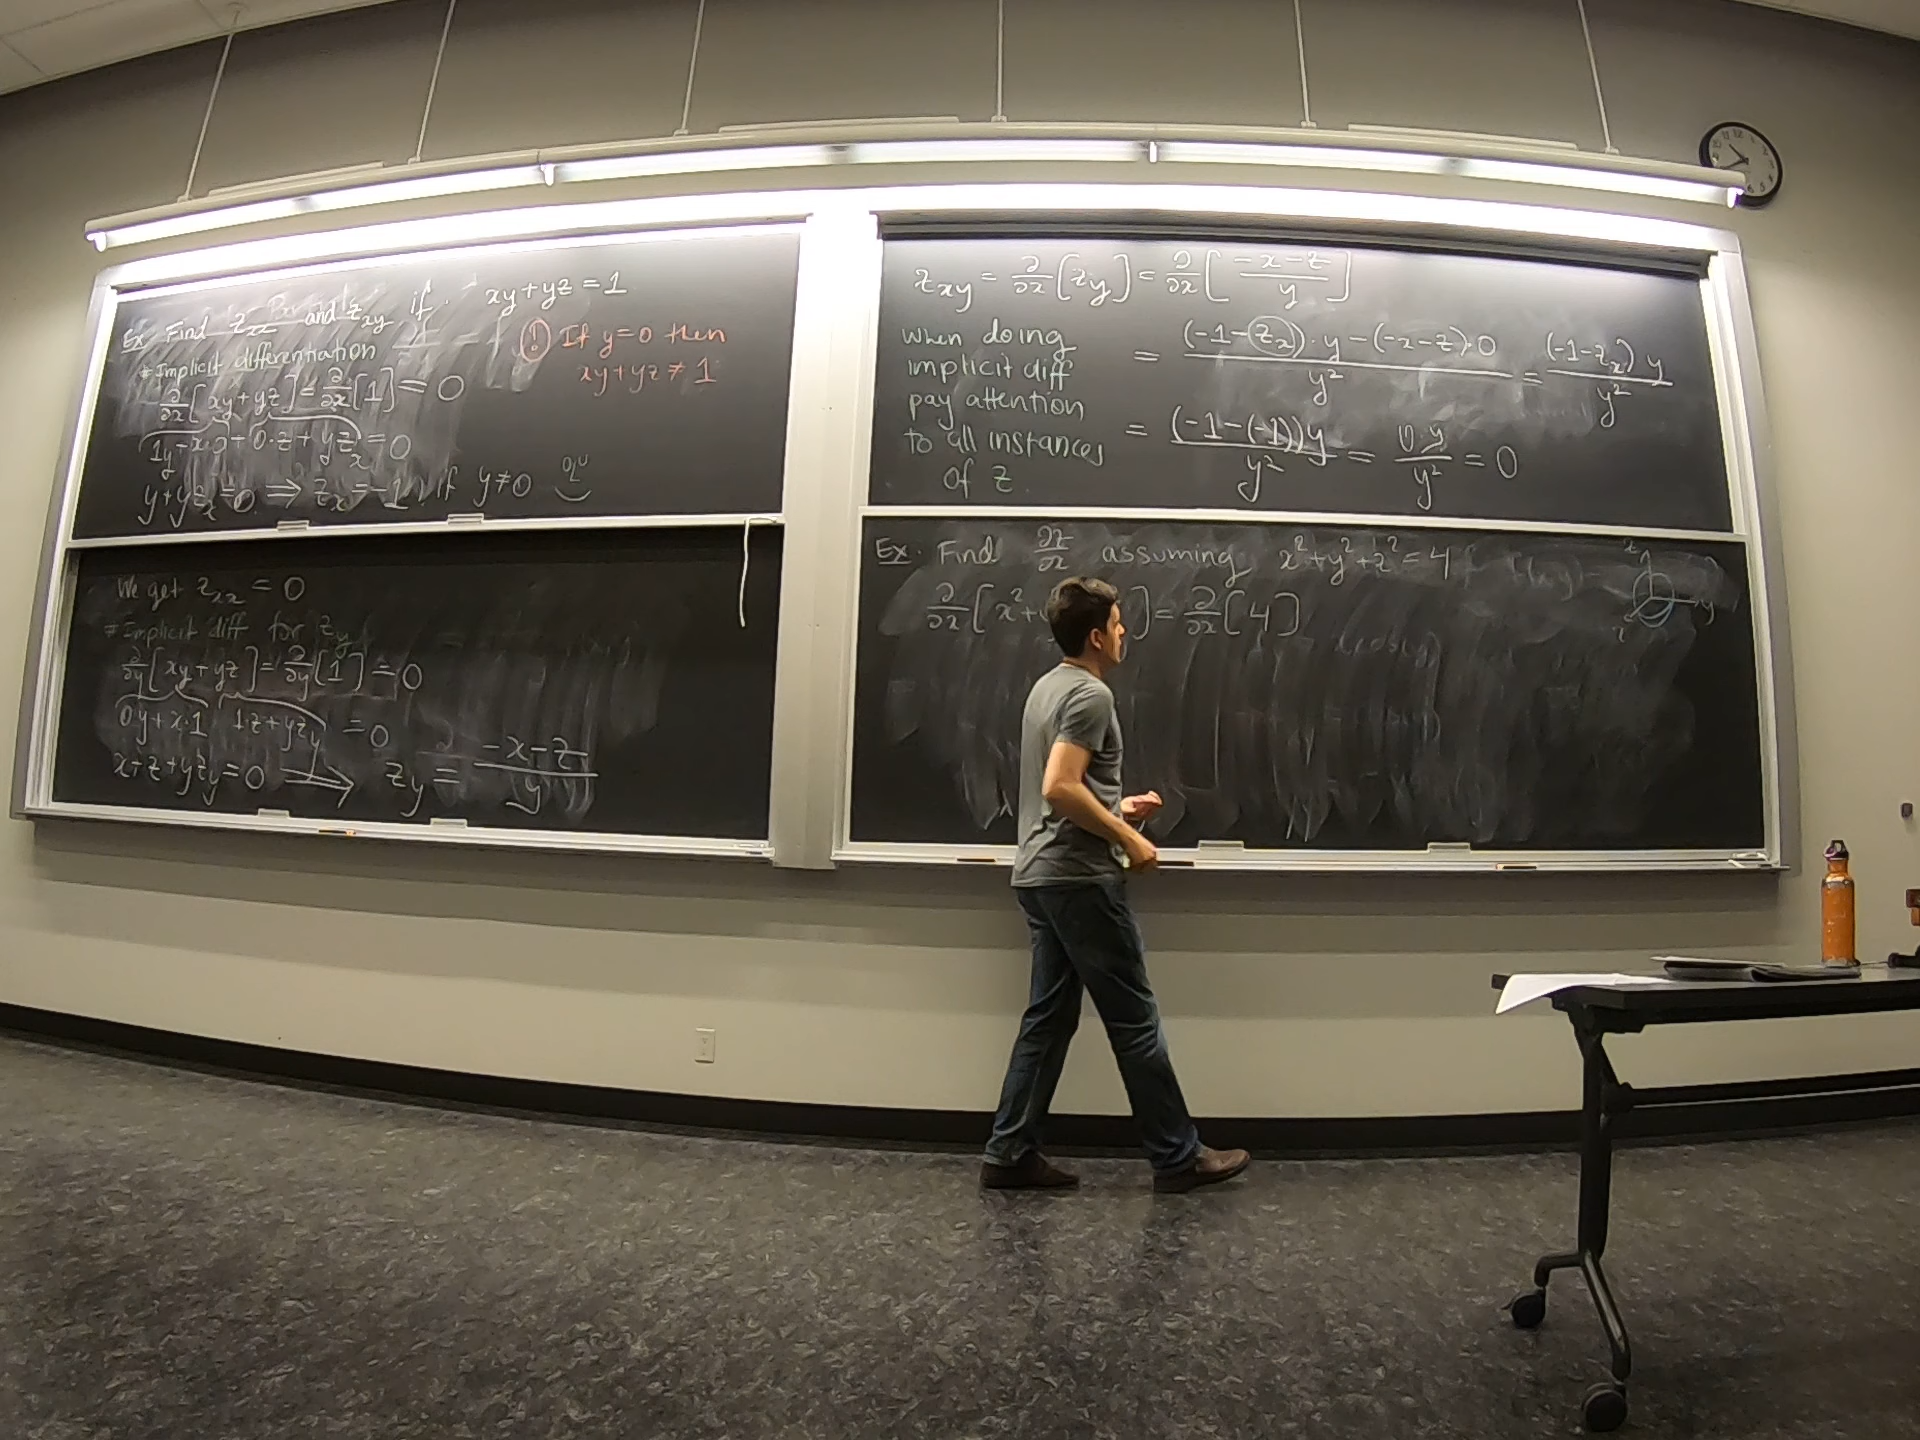 Ex. Find z_xx and z_xy if xy+yz=1
# Implicit differentiation
! If y=0 then
xy+yz≠1
∂/∂x[xy+yz]=∂/∂x[1]=0
1y+x·0+0·z+yz_x=0
y+yz_x=0 ⟹ z_x=-1 if y≠0
We get z_xx = 0
# Implicit diff for z_y
∂/∂y[xy+yz]=∂/∂y[1]=0
0y+x·1 1·z+yz_y =0
x+z+yz_y=0 ⟹ z_y = (-x-z)/y
z_xy = ∂/∂x[z_y] = ∂/∂x[(-x-z)/y]
When doing
implicit diff
pay attention
to all instances
of z
= ((-1-z_x)·y-(-x-z)·0)/y² = ((-1-z_x)y)/y²
= ((-1-(-1))y)/y² = (0·y)/y² = 0
Ex. Find ∂z/∂x assuming x²+y²+z²=4
∂/∂x[x²+ ]=∂/∂x[4]